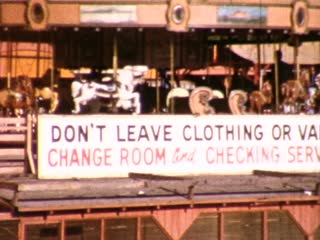 DON'T LEAVE CLOTHING OR VA
CHANGE ROOM and CHECKING SERV